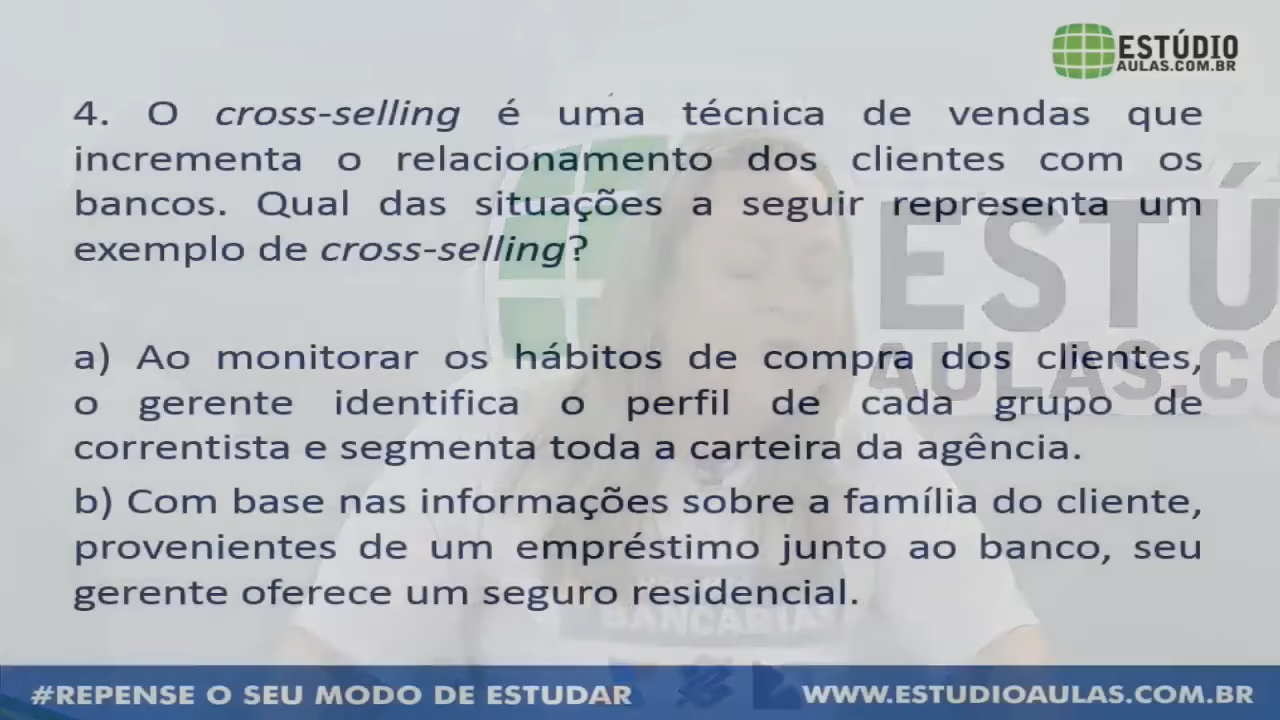 ESTÚDIO
AULAS.COM.BR
4. O cross-selling é uma técnica de vendas que
incrementa o relacionamento dos clientes com os
bancos. Qual das situações a seguir representa um
exemplo de cross-selling?
a) Ao monitorar os hábitos de compra dos clientes,
o gerente identifica o perfil de cada grupo de
correntista e segmenta toda a carteira da agência.
b) Com base nas informações sobre a família do cliente,
provenientes de um empréstimo junto ao banco, seu
gerente oferece um seguro residencial.
ESTÚ
AULAS.CO
#REPENSE O SEU MODO DE ESTUDAR
WWW.ESTUDIOAULAS.COM.BR